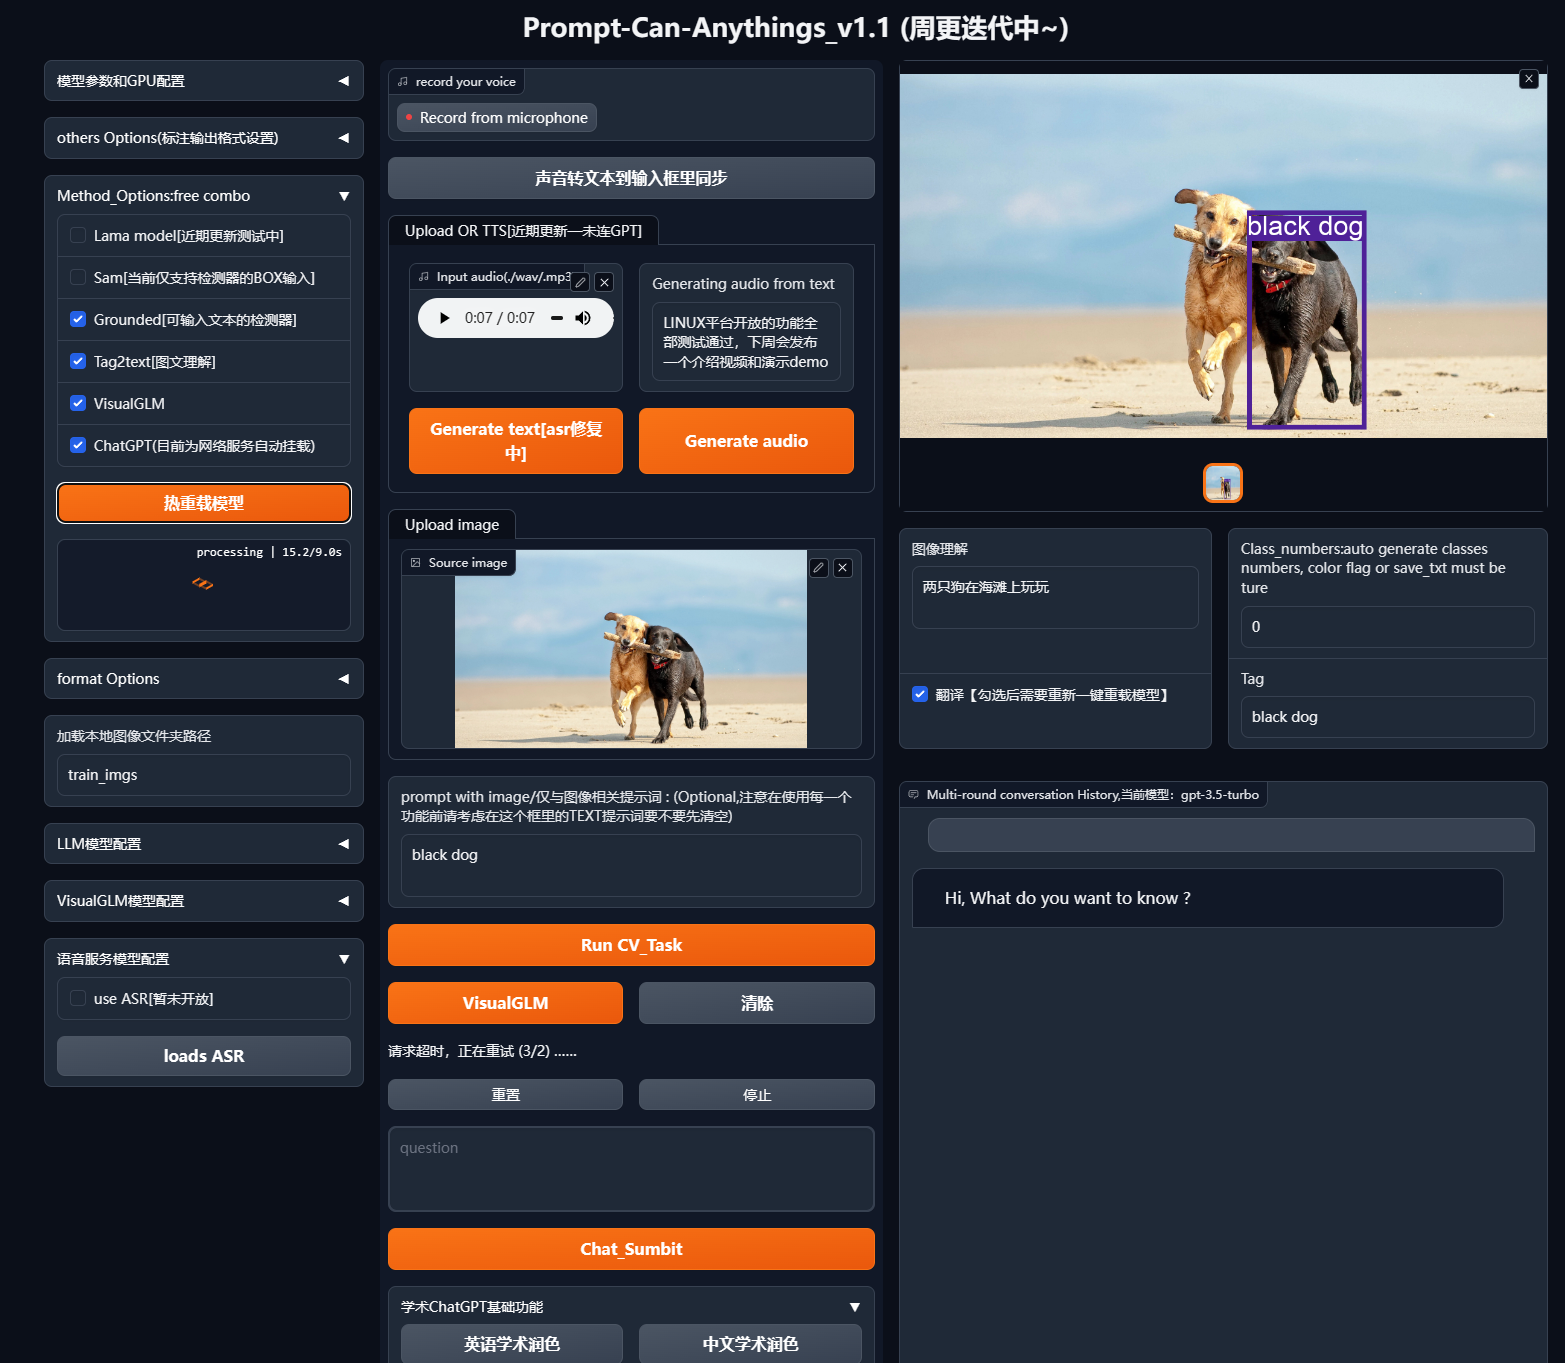 Prompt-Can-Anythings_v1.1 (周更迭代中~)
模型参数和GPU配置
others Options(标注输出格式设置)
Method_Options:free combo
Lama model[近期更新测试中]
Sam[当前仅支持检测器的BOX输入]
Grounded[可输入文本的检测器]
Tag2text[图文理解]
VisualGLM
ChatGPT(目前为网络服务自动挂载)
热重载模型
processing | 15.2/9.0s
format Options
加载本地图像文件夹路径
train_imgs
LLM模型配置
VisualGLM模型配置
语音服务模型配置
use ASR[暂未开放]
loads ASR
record your voice
Record from microphone
声音转文本到输入框里同步
Upload OR TTS[近期更新—未连GPT]
Input audio(./wav/.mp3
0:07 / 0:07
Generating audio from text
LINUX平台开放的功能全
部测试通过，下周会发布
一个介绍视频和演示demo
Generate text[asr修复
中]
Generate audio
Upload image
Source image
prompt with image/仅与图像相关提示词 : (Optional,注意在使用每一个
功能前请考虑在这个框里的TEXT提示词要不要先清空)
black dog
Run CV_Task
VisualGLM
清除
请求超时，正在重试 (3/2) ......
重置
停止
question
Chat_Sumbit
学术ChatGPT基础功能
英语学术润色
中文学术润色
black dog
图像理解
两只狗在海滩上玩玩
翻译【勾选后需要重新一键重载模型】
Class_numbers:auto generate classes
numbers, color flag or save_txt must be
ture
0
Tag
black dog
Multi-round conversation History,当前模型：gpt-3.5-turbo
Hi, What do you want to know ?